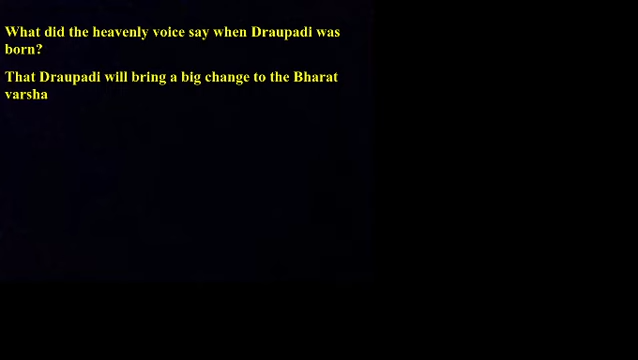 What did the heavenly voice say when Draupadi was
born?
That Draupadi will bring a big change to the Bharat
varsha